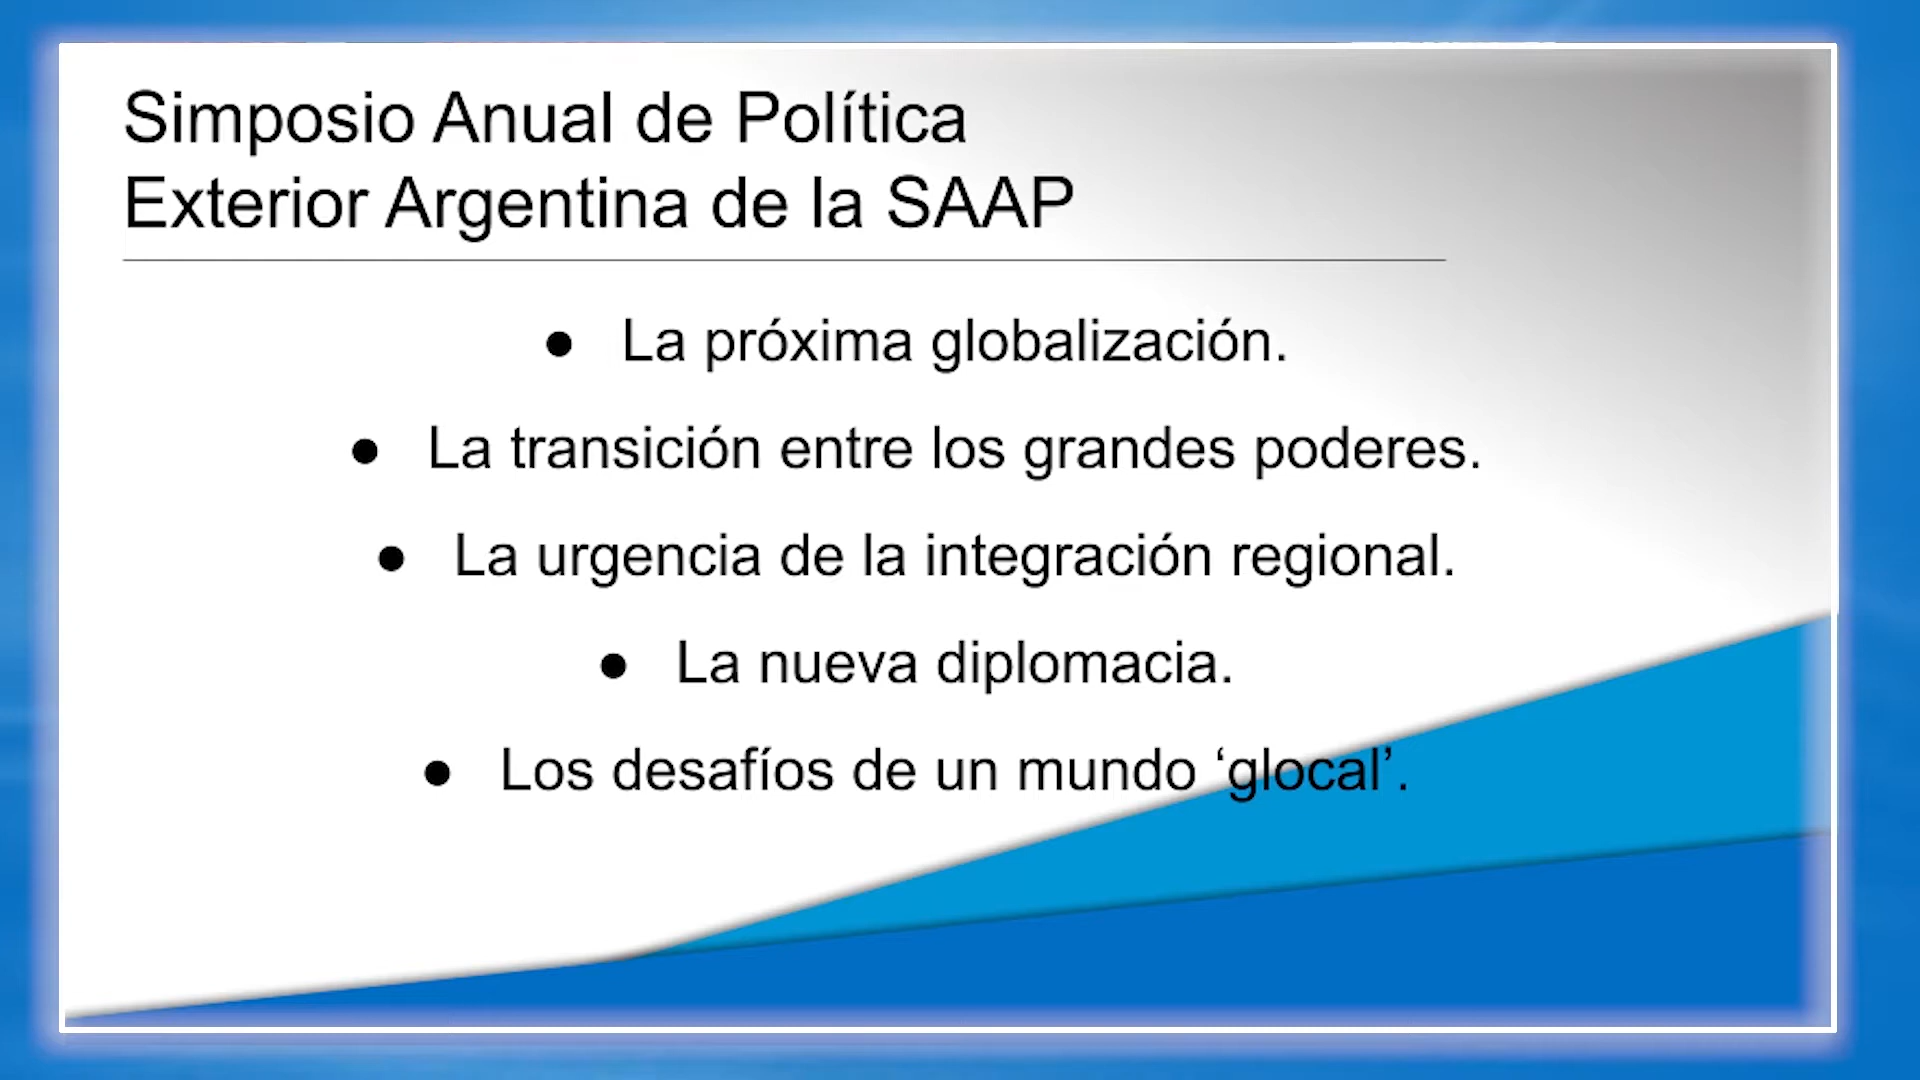 Simposio Anual de Política
Exterior Argentina de la SAAP
● La próxima globalización.
● La transición entre los grandes poderes.
● La urgencia de la integración regional.
● La nueva diplomacia.
● Los desafíos de un mundo ‘glocal’.